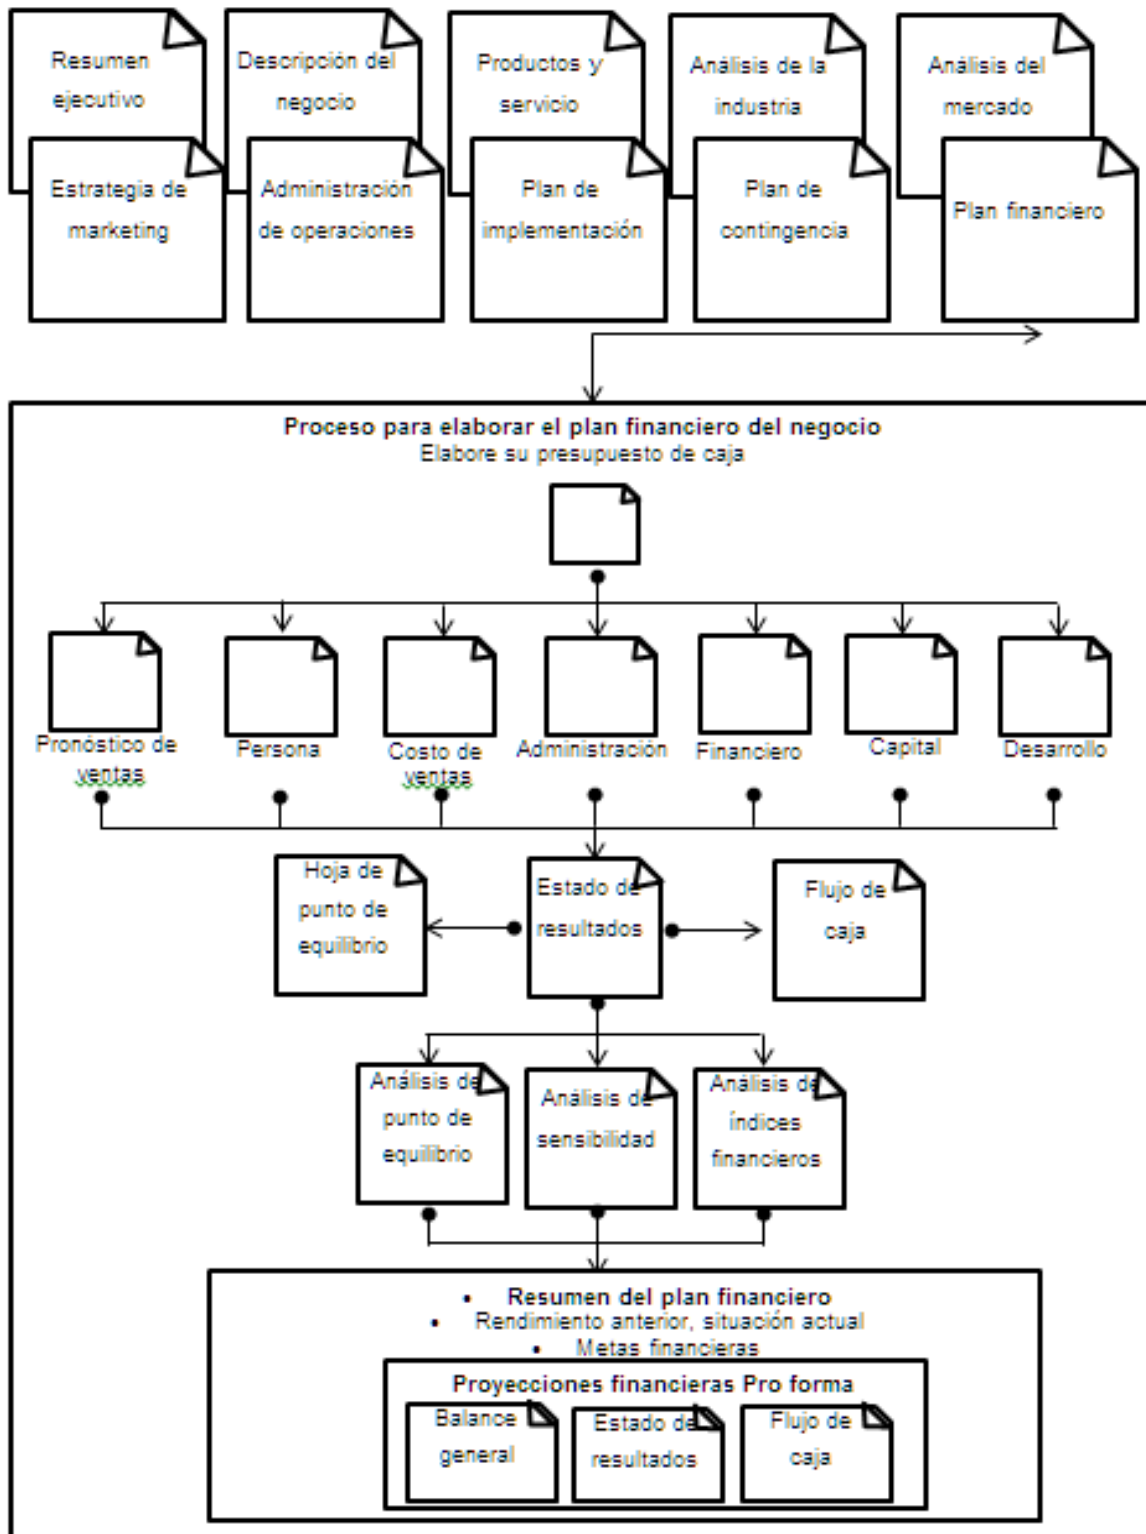 Resumen
ejecutivo
Descripción del
negocio
Productos y
servicio
Análisis de la
industria
Análisis del
mercado
Estrategia de
marketing
Administración
de operaciones
Plan de
implementación
Plan de
contingencia
Plan financiero
Proceso para elaborar el plan financiero del negocio
Elabore su presupuesto de caja
Pronóstico de
ventas
Persona
Costo de
ventas
Administración
Financiero
Capital
Desarrollo
Hoja de
punto de
equilibrio
Estado de
resultados
Flujo de
caja
Análisis de
punto de
equilibrio
Análisis de
sensibilidad
Análisis de
índices
financieros
• Resumen del plan financiero
• Rendimiento anterior, situación actual
• Metas financieras
Proyecciones financieras Pro forma
Balance
general
Estado de
resultados
Flujo de
caja